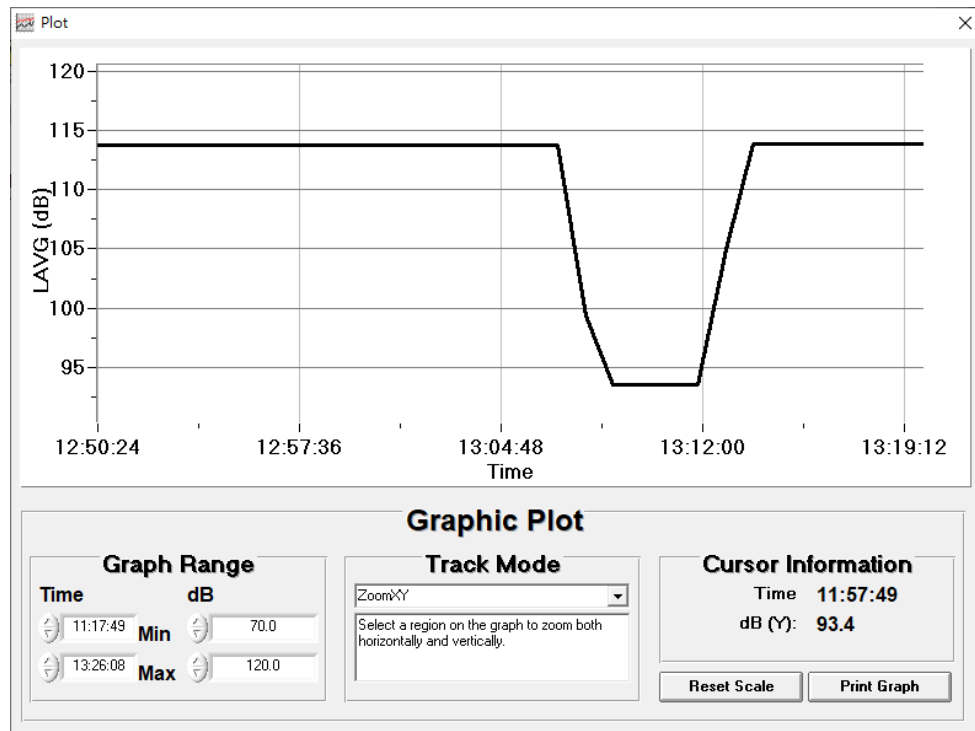 Plot
120
115
110
105
100
95
LAVG (dB)
12:50:24 12:57:36 13:04:48 13:12:00 13:19:12
Time
Graphic Plot
Graph Range
Time dB
11:17:49 Min 70.0
13:26:08 Max 120.0
Track Mode
ZoomXY
Select a region on the graph to zoom both
horizontally and vertically.
Cursor Information
Time 11:57:49
dB (Y): 93.4
Reset Scale Print Graph